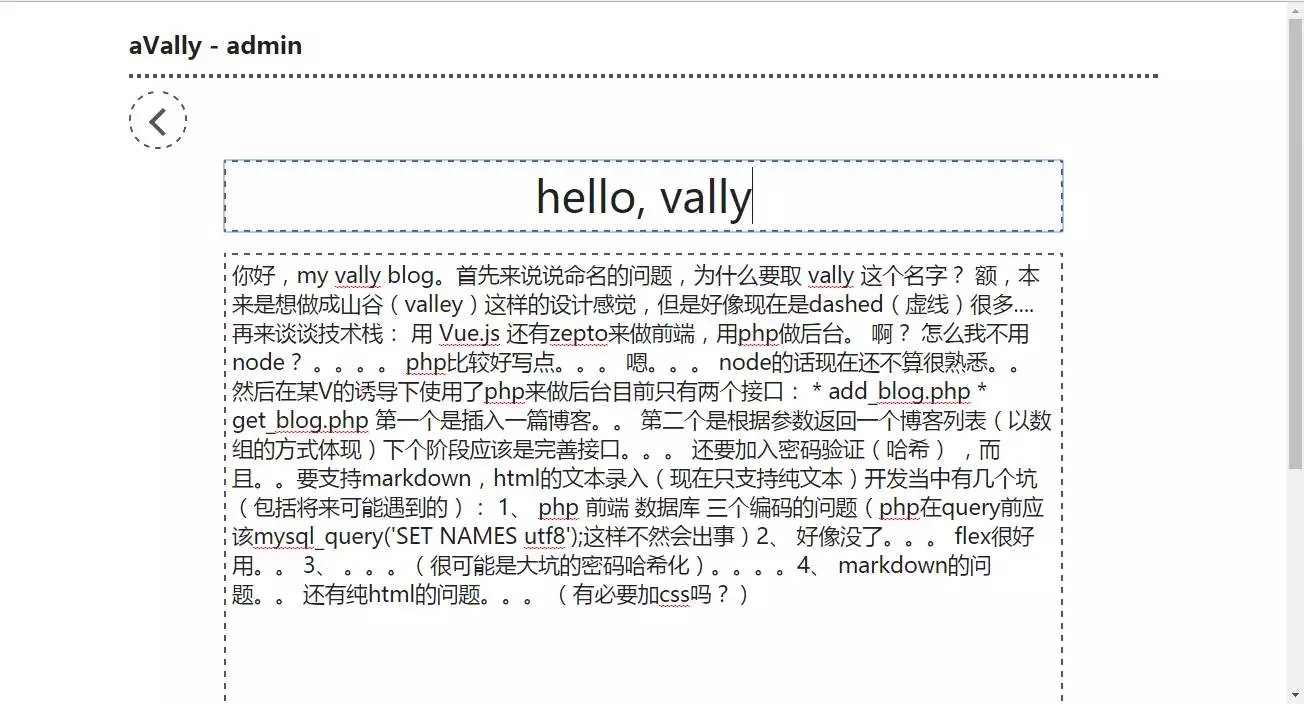 aVally - admin
hello, vally
你好，my vally blog。首先来说说命名的问题，为什么要取 vally 这个名字？ 额，本
来是想做成山谷（valley）这样的设计感觉，但是好像现在是dashed（虚线）很多....
再来谈谈技术栈： 用 Vue.js 还有zepto来做前端，用php做后台。 啊？ 怎么我不用
node？ 。。。。 php比较好写点。。。 嗯。。。 node的话现在还不算很熟悉。。
然后在某V的诱导下使用了php来做后台目前只有两个接口： * add_blog.php *
get_blog.php 第一个是插入一篇博客。。 第二个是根据参数返回一个博客列表（以数
组的方式体现）下个阶段应该是完善接口。。。 还要加入密码验证（哈希），而
且。。要支持markdown，html的文本录入（现在只支持纯文本）开发当中有几个坑
（包括将来可能遇到的）： 1、 php 前端 数据库 三个编码的问题（php在query前应
该mysql_query('SET NAMES utf8');这样不然会出事）2、 好像没了。。。 flex很好
用。。 3、 。。。（很可能是大坑的密码哈希化）。。。。4、 markdown的问
题。。 还有纯html的问题。。。 （有必要加css吗？）